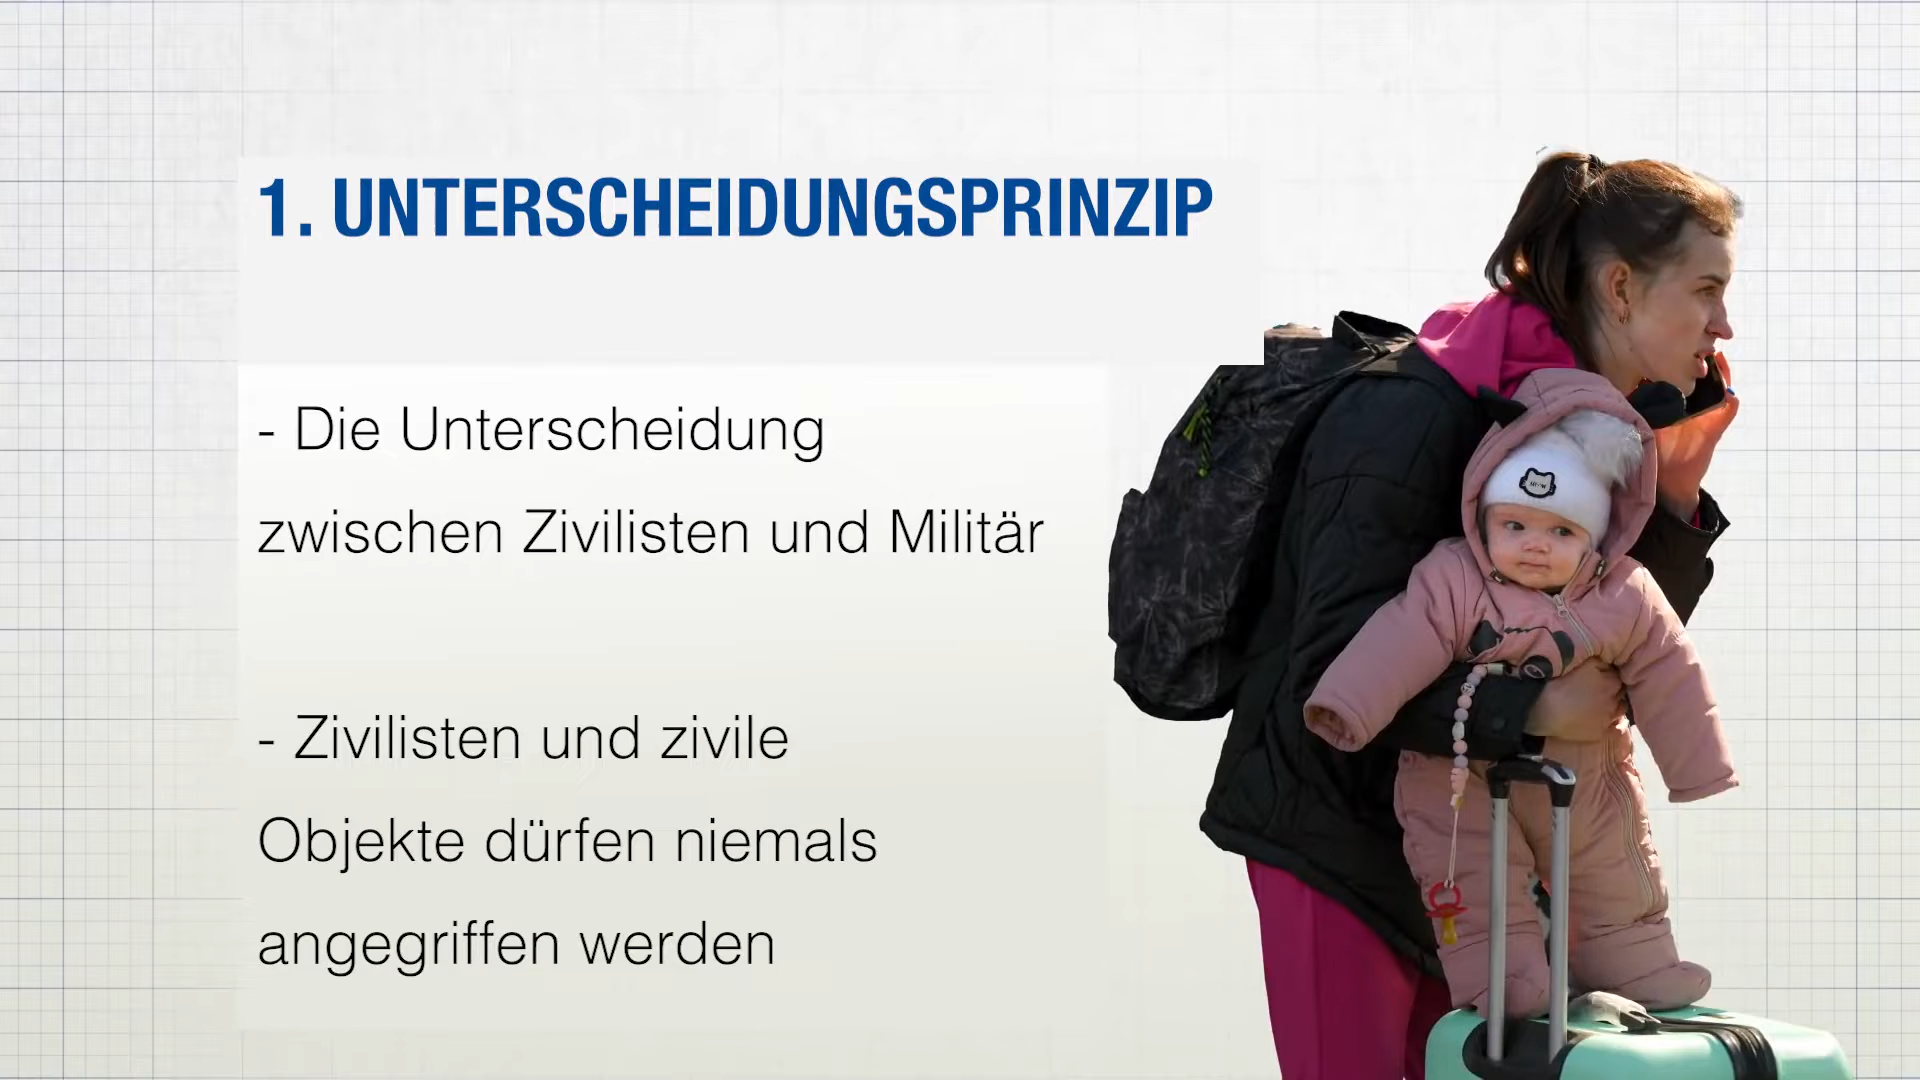 1. UNTERSCHEIDUNGSPRINZIP
- Die Unterscheidung
zwischen Zivilisten und Militär
- Zivilisten und zivile
Objekte dürfen niemals
angegriffen werden